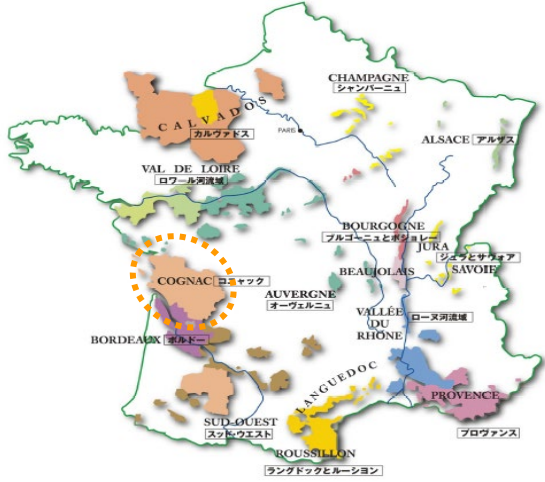 CHAMPAGNE
シャンパーニュ
CALVADOS
カルヴァドス
PARIS
ALSACE アルザス
VAL DE LOIRE
ロワール河流域
BOURGOGNE
ブルゴーニュとボジョレー
JURA
ジュラとサヴォア
SAVOIE
COGNAC コニャック
BEAUJOLAIS
AUVERGNE
オーヴェルニュ
VALLÉE
DU
RHÔNE
ローヌ河流域
BORDEAUX ボルドー
LANGUEDOC
PROVENCE
プロヴァンス
SUD-OUEST
スッド・ウエスト
ROUSSILLON
ラングドックとルーシヨン